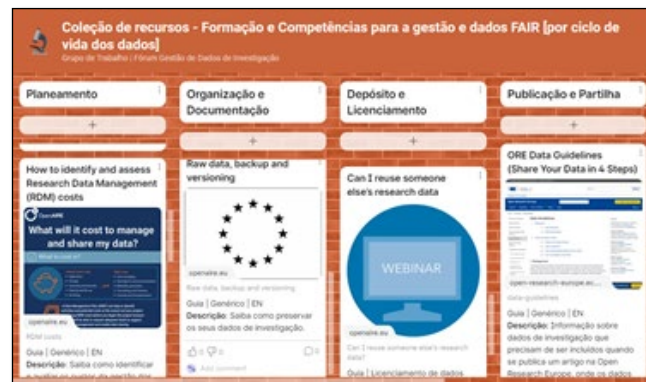 Coleção de recursos - Formação e Competências para a gestão e dados FAIR [por ciclo de
vida dos dados]
Grupo de Trabalho | Fórum Gestão de Dados de Investigação
Planeamento
+
How to identify and assess
Research Data Management
(RDM) costs
OpenAIRE
What will it cost to manage
and share my data?
openaire.eu
RDM costs
Guia | Genérico | EN
Descrição: Saiba como identificar
Organização e
Documentação
+
Raw data, backup and
versioning
openaire.eu
Raw data, backup and versioning
Guia | Genérico | EN
Descrição: Saiba como preservar
os seus dados de investigação.
0
0
0
Add comment
Depósito e
Licenciamento
+
Can I reuse someone
else's research data
WEBINAR
openaire.eu
Can I reuse someone else's research
data?
Guia | Licenciamento de dados
Publicação e Partilha
+
ORE Data Guidelines
(Share Your Data in 4 Steps)
open-research-europe.ec...
data-guidelines
Guia | Genérico | EN
Descrição: Informação sobre
dados de investigação que
precisam de ser incluídos quando
se publica um artigo na Open
Research Europe, onde os dados